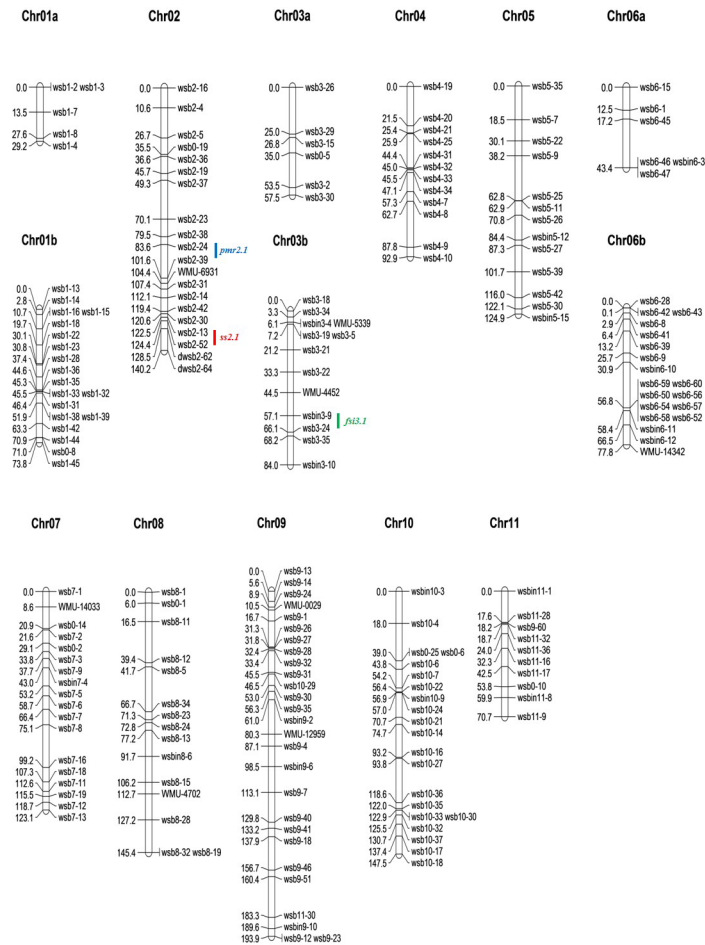 Chr01a
0.0 wsb1-2 wsb1-3
13.5 wsb1-7
27.6 wsb1-8
29.2 wsb1-4
Chr01b
0.0 wsb1-13
2.8 wsb1-14
10.7 wsb1-16 wsb1-15
19.7 wsb1-18
30.1 wsb1-22
30.8 wsb1-23
37.4 wsb1-28
44.6 wsb1-36
45.3 wsb1-35
45.5 wsb1-33 wsb1-32
46.4 wsb1-31
51.9 wsb1-38 wsb1-39
63.3 wsb1-42
70.9 wsb1-44
71.0 wsb0-8
73.8 wsb1-45
Chr02
0.0 wsb2-16
10.6 wsb2-4
26.7 wsb2-5
35.5 wsb0-19
36.6 wsb2-36
45.7 wsb2-19
49.3 wsb2-37
70.1 wsb2-23
79.5 wsb2-38
83.6 wsb2-24
101.6 wsb2-39
104.4 WMU-6931
107.4 wsb2-31
112.1 wsb2-14
119.4 wsb2-42
120.6 wsb2-30
122.5 wsb2-13
124.4 wsb2-52
128.5 dwsb2-62
140.2 dwsb2-64
pmr2.1
ss2.1
Chr03a
0.0 wsb3-26
25.0 wsb3-29
26.8 wsb3-15
35.0 wsb0-5
53.5 wsb3-2
57.5 wsb3-30
Chr03b
0.0 wsb3-18
3.3 wsb3-34
6.1 wsbin3-4 WMU-5339
7.2 wsb3-19 wsb3-5
21.2 wsb3-21
33.3 wsb3-22
44.5 WMU-4452
57.1 wsbin3-9
66.1 wsb3-24
68.2 wsb3-35
84.0 wsbin3-10
fsi3.1
Chr04
0.0 wsb4-19
21.5 wsb4-20
25.4 wsb4-21
25.9 wsb4-25
44.4 wsb4-31
45.0 wsb4-32
45.5 wsb4-33
47.1 wsb4-34
57.3 wsb4-7
62.7 wsb4-8
87.8 wsb4-9
92.9 wsb4-10
Chr05
0.0 wsb5-35
18.5 wsb5-7
30.1 wsb5-22
38.2 wsb5-9
62.8 wsb5-25
62.9 wsb5-11
70.8 wsb5-26
84.4 wsbin5-12
87.3 wsb5-27
101.7 wsb5-39
116.0 wsb5-42
122.1 wsb5-30
124.9 wsbin5-15
Chr06a
0.0 wsb6-15
12.5 wsb6-1
17.2 wsb6-45
43.4 wsb6-46 wsbin6-3
wsb6-47
Chr06b
0.0 wsb6-28
0.1 wsb6-42 wsb6-43
2.9 wsb6-8
6.4 wsb6-41
13.2 wsb6-39
25.7 wsb6-9
30.9 wsbin6-10
wsb6-59 wsb6-60
wsb6-50 wsb6-56
56.8 wsb6-54 wsb6-57
wsb6-58 wsb6-52
58.4 wsbin6-11
66.5 wsbin6-12
77.8 WMU-14342
Chr07
0.0 wsb7-1
8.6 WMU-14033
20.9 wsb0-14
21.6 wsb7-2
29.1 wsb0-2
33.8 wsb7-3
37.7 wsb7-9
43.0 wsbin7-4
53.2 wsb7-5
58.7 wsb7-6
66.4 wsb7-7
75.1 wsb7-8
99.2 wsb7-16
107.3 wsb7-18
112.6 wsb7-11
115.5 wsb7-19
118.7 wsb7-12
123.1 wsb7-13
Chr08
0.0 wsb8-1
6.0 wsb0-1
16.5 wsb8-11
39.4 wsb8-12
41.7 wsb8-5
66.7 wsb8-34
71.3 wsb8-23
72.8 wsb8-24
77.2 wsb8-13
91.7 wsbin8-6
106.2 wsb8-15
112.7 WMU-4702
127.2 wsb8-28
145.4 wsb8-32 wsb8-19
Chr09
0.0 wsb9-13
5.6 wsb9-14
8.9 wsb9-24
10.5 WMU-0029
16.7 wsb9-1
31.3 wsb9-26
31.8 wsb9-27
32.4 wsb9-28
33.4 wsb9-32
45.5 wsb9-31
46.5 wsb10-29
53.0 wsb9-30
56.3 wsb9-35
61.0 wsbin9-2
80.3 WMU-12959
87.1 wsb9-4
98.5 wsbin9-6
113.1 wsb9-7
129.8 wsb9-40
133.2 wsb9-41
137.9 wsb9-18
156.7 wsb9-46
160.4 wsb9-51
183.3 wsb11-30
189.6 wsbin9-10
193.9 wsb9-12 wsb9-23
Chr10
0.0 wsbin10-3
18.0 wsb10-4
39.0 wsb0-25 wsb0-6
43.8 wsb10-6
54.2 wsb10-7
56.4 wsb10-22
56.9 wsbin10-9
57.0 wsb10-24
70.7 wsb10-21
74.7 wsb10-14
93.2 wsb10-16
93.8 wsb10-27
118.6 wsb10-36
122.0 wsb10-35
122.9 wsb10-33 wsb10-30
125.5 wsb10-32
130.7 wsb10-37
137.4 wsb10-17
147.5 wsb10-18
Chr11
0.0 wsbin11-1
17.6 wsb11-28
18.2 wsb9-60
18.7 wsb11-32
24.0 wsb11-36
32.3 wsb11-16
42.5 wsb11-17
53.8 wsb0-10
59.9 wsbin11-8
70.7 wsb11-9